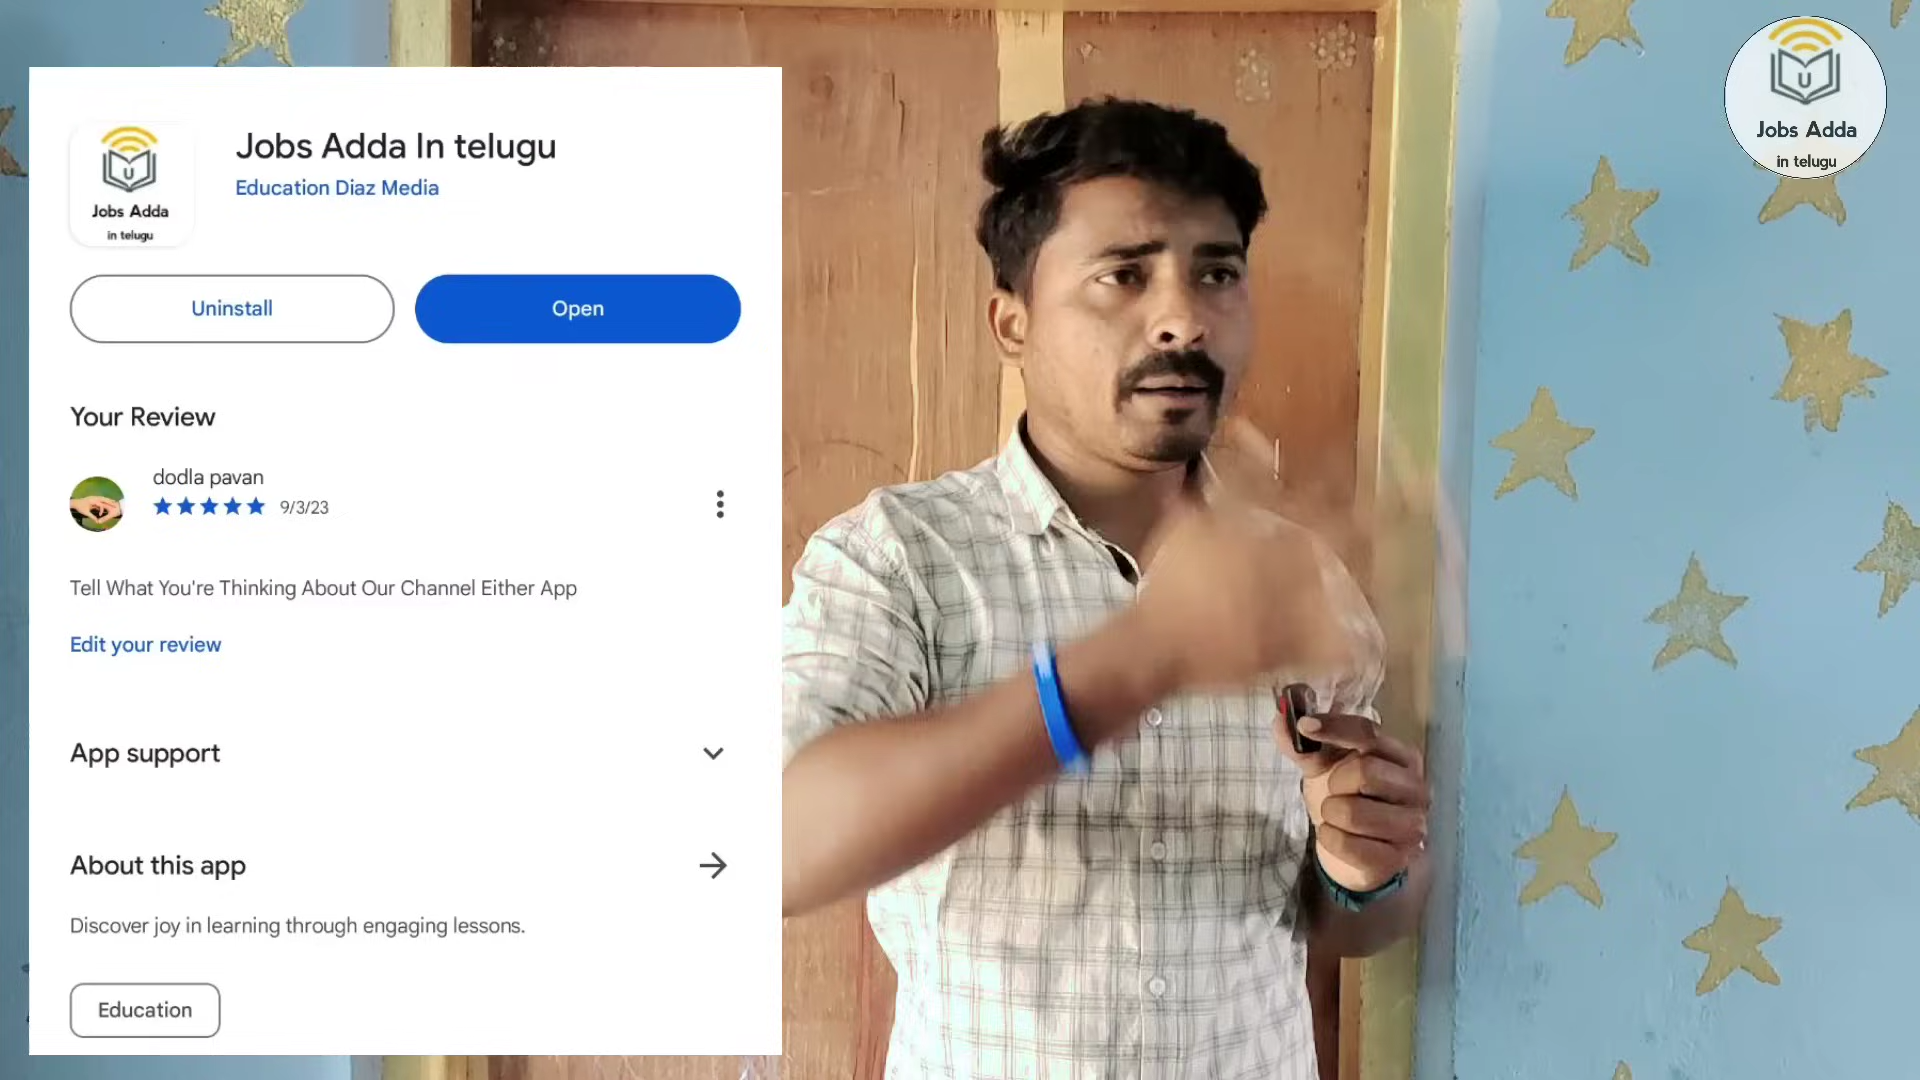 Jobs Adda In telugu
Education Diaz Media
U
Jobs Adda
in telugu
Uninstall
Open
Your Review
dodla pavan
9/3/23
Tell What You're Thinking About Our Channel Either App
Edit your review
App support
About this app
Discover joy in learning through engaging lessons.
Education
U
Jobs Adda
in telugu